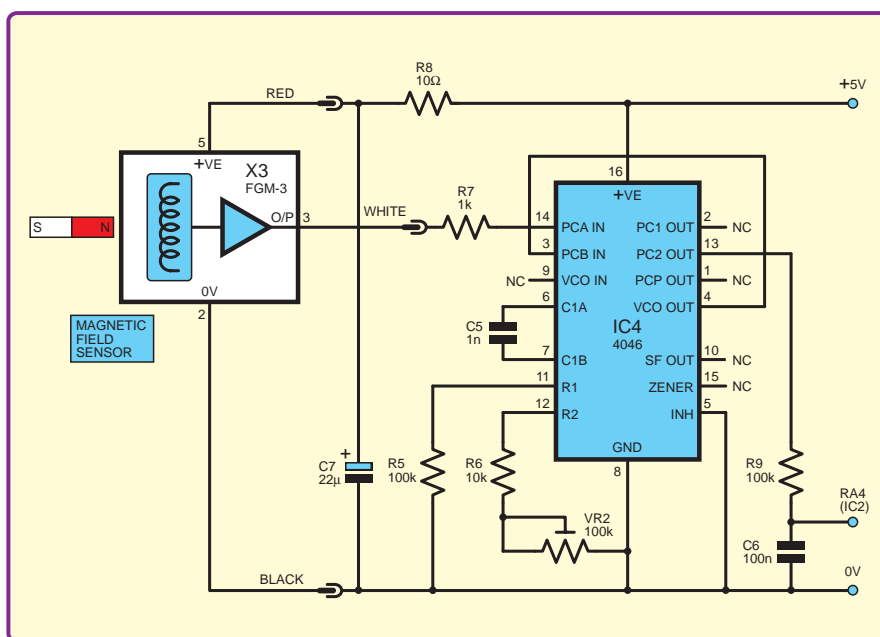 R8
10Ω
RED
+5V
5
+VE
X3
FGM-3
O/P
3
WHITE
R7
1k
S
N
0V
2
MAGNETIC
FIELD
SENSOR
16
+VE
14
PCA IN
PC1 OUT
2
NC
3
PCB IN
PC2 OUT
13
NC
9
VCO IN
PCP OUT
1
NC
6
C1A
VCO OUT
4
IC4
4046
C5
1n
7
C1B
SF OUT
10
NC
11
R1
ZENER
15
NC
12
R2
INH
5
GND
8
C7
22µ
+
R5
100k
R6
10k
VR2
100k
R9
100k
RA4
(IC2)
C6
100n
BLACK
0V